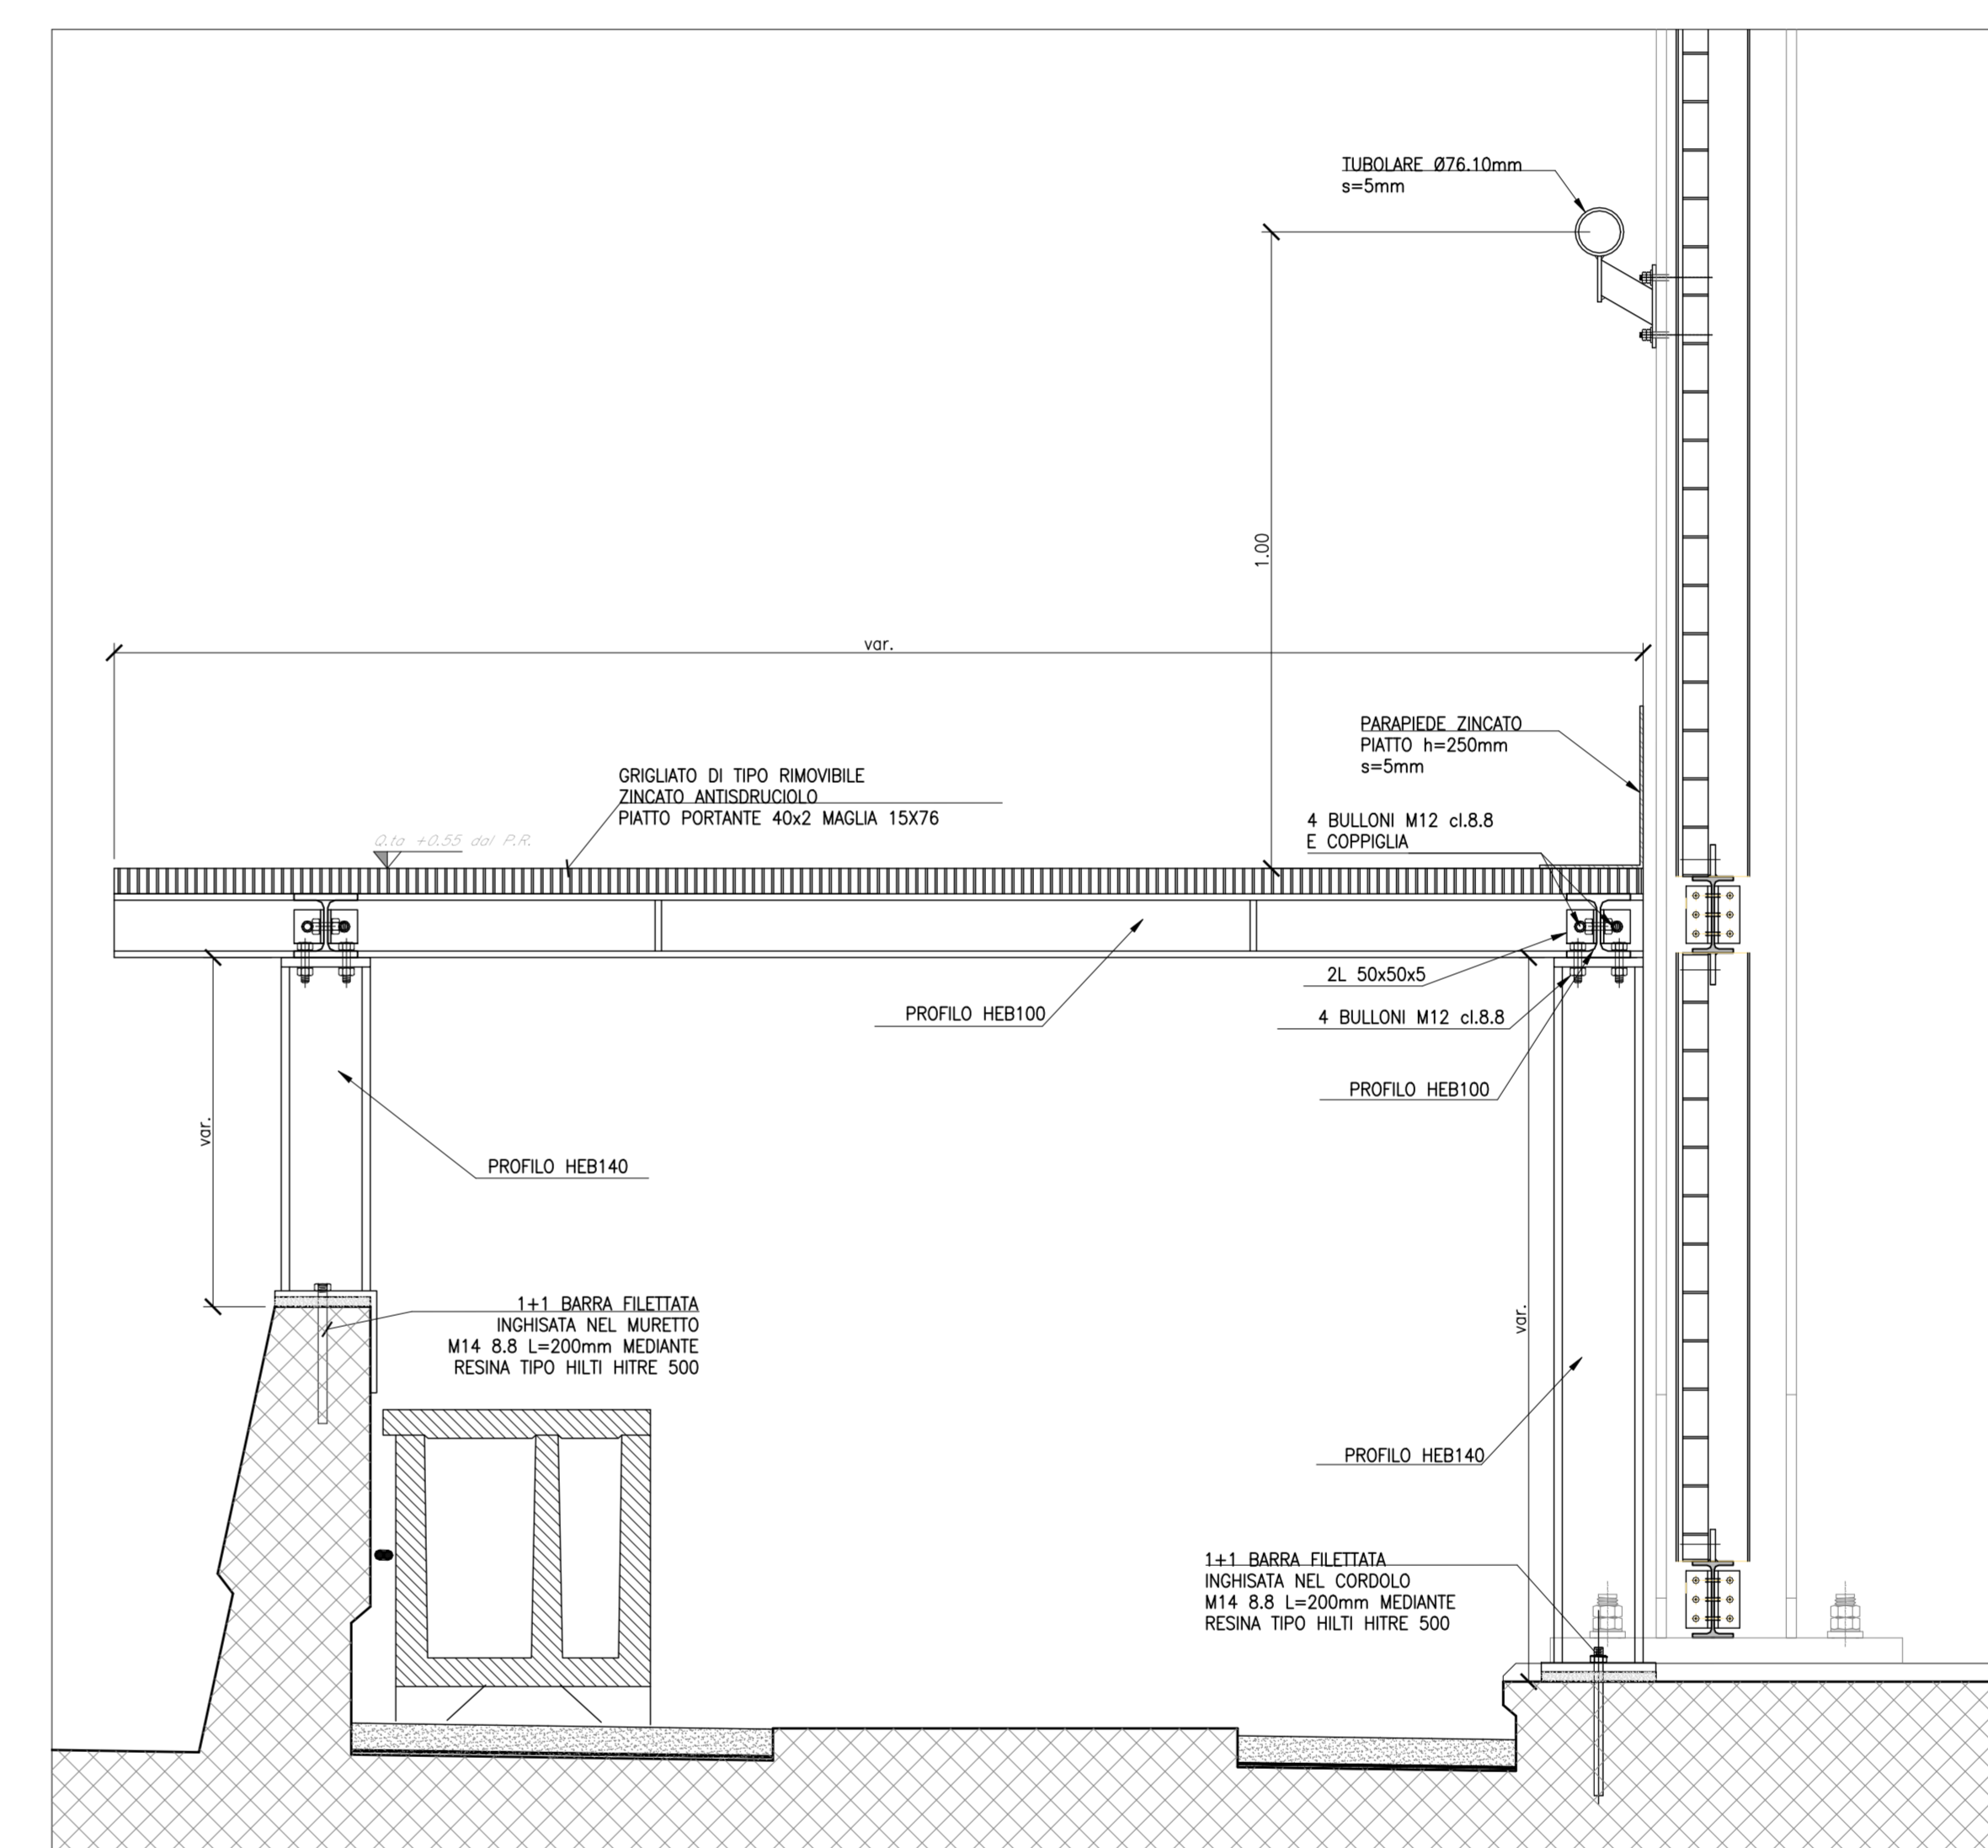 TUBOLARE Ø76.10mm
s=5mm
1.00
var.
PARAPIEDE ZINCATO
PIATTO h=250mm
s=5mm
GRIGLIATO DI TIPO RIMOVIBILE
ZINCATO ANTISDRUCIOLO
PIATTO PORTANTE 40x2 MAGLIA 15X76
4 BULLONI M12 cl.8.8
E COPPIGLIA
Q.ta +0.55 dal P.R.
2L 50x50x5
PROFILO HEB100
4 BULLONI M12 cl.8.8
PROFILO HEB100
var.
PROFILO HEB140
1+1 BARRA FILETTATA
INGHISATA NEL MURETTO
M14 8.8 L=200mm MEDIANTE
RESINA TIPO HILTI HITRE 500
var.
PROFILO HEB140
1+1 BARRA FILETTATA
INGHISATA NEL CORDOLO
M14 8.8 L=200mm MEDIANTE
RESINA TIPO HILTI HITRE 500